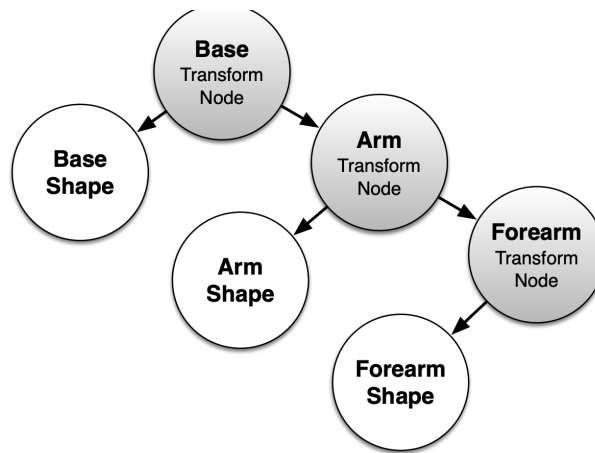 Base
Transform
Node
Base
Shape
Arm
Transform
Node
Arm
Shape
Forearm
Transform
Node
Forearm
Shape